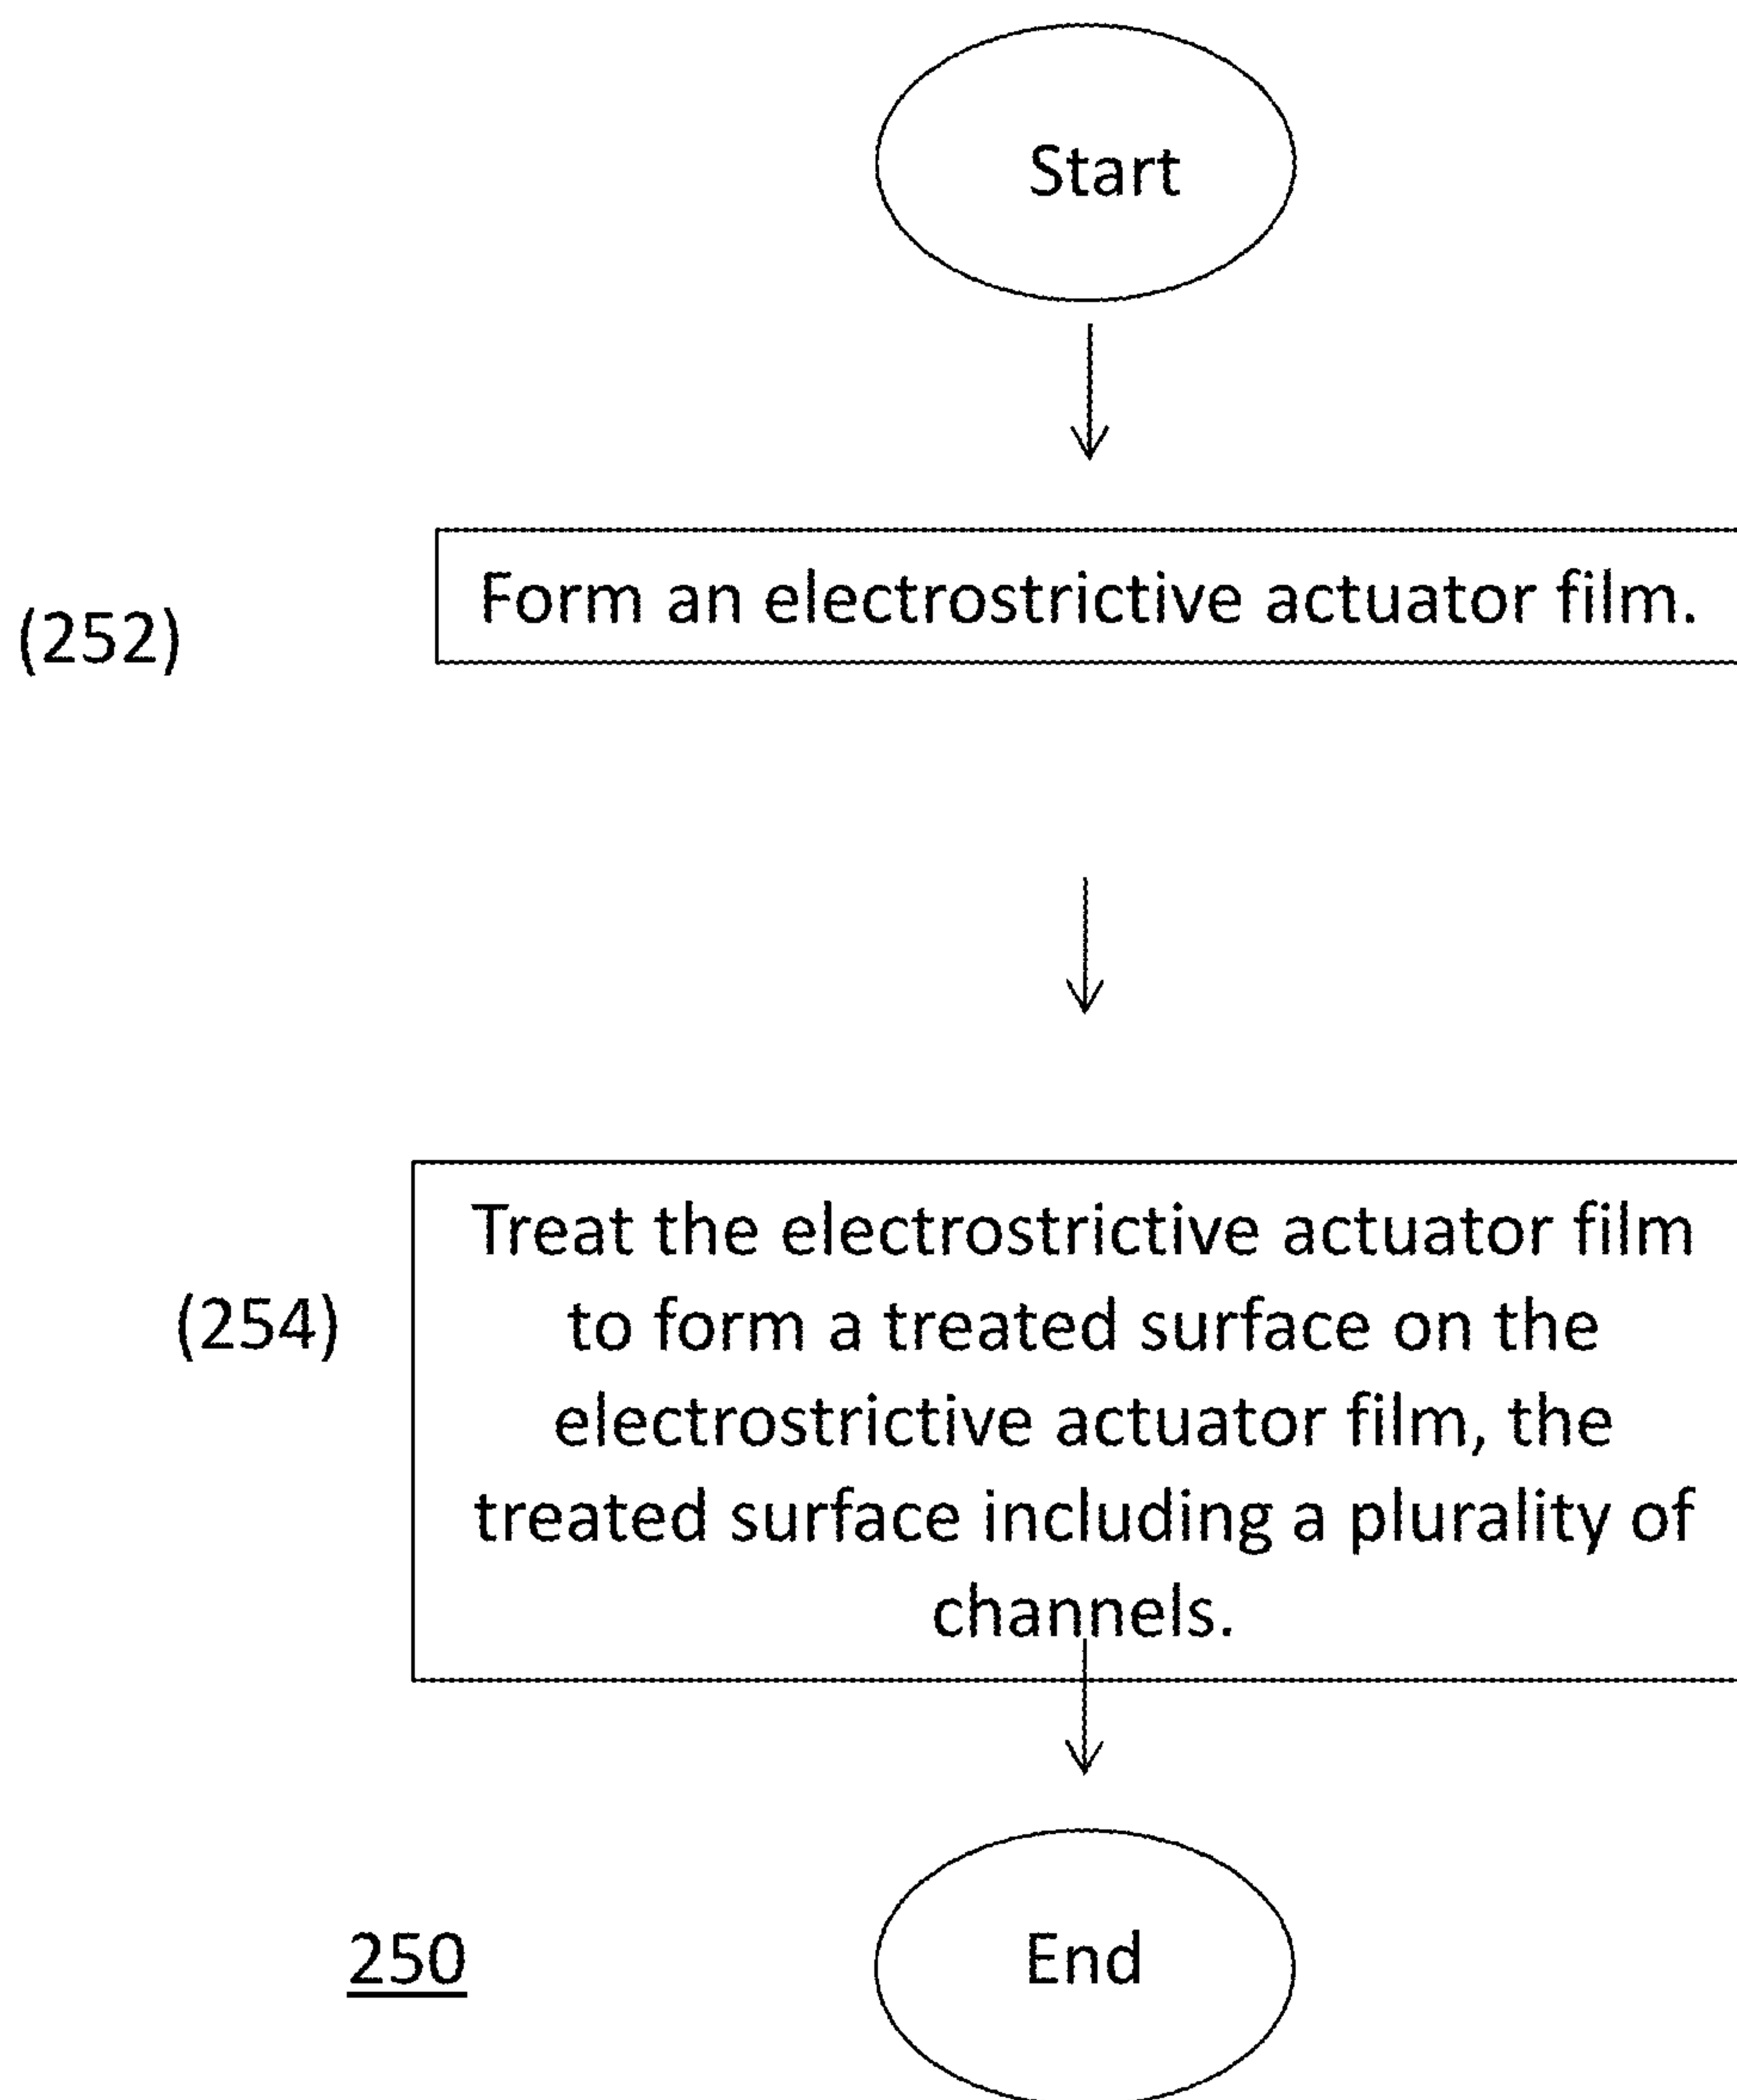 Start
(252)
Form an electrostrictive actuator film.
(254)
Treat the electrostrictive actuator film
to form a treated surface on the
electrostrictive actuator film, the
treated surface including a plurality of
channels.
250
End